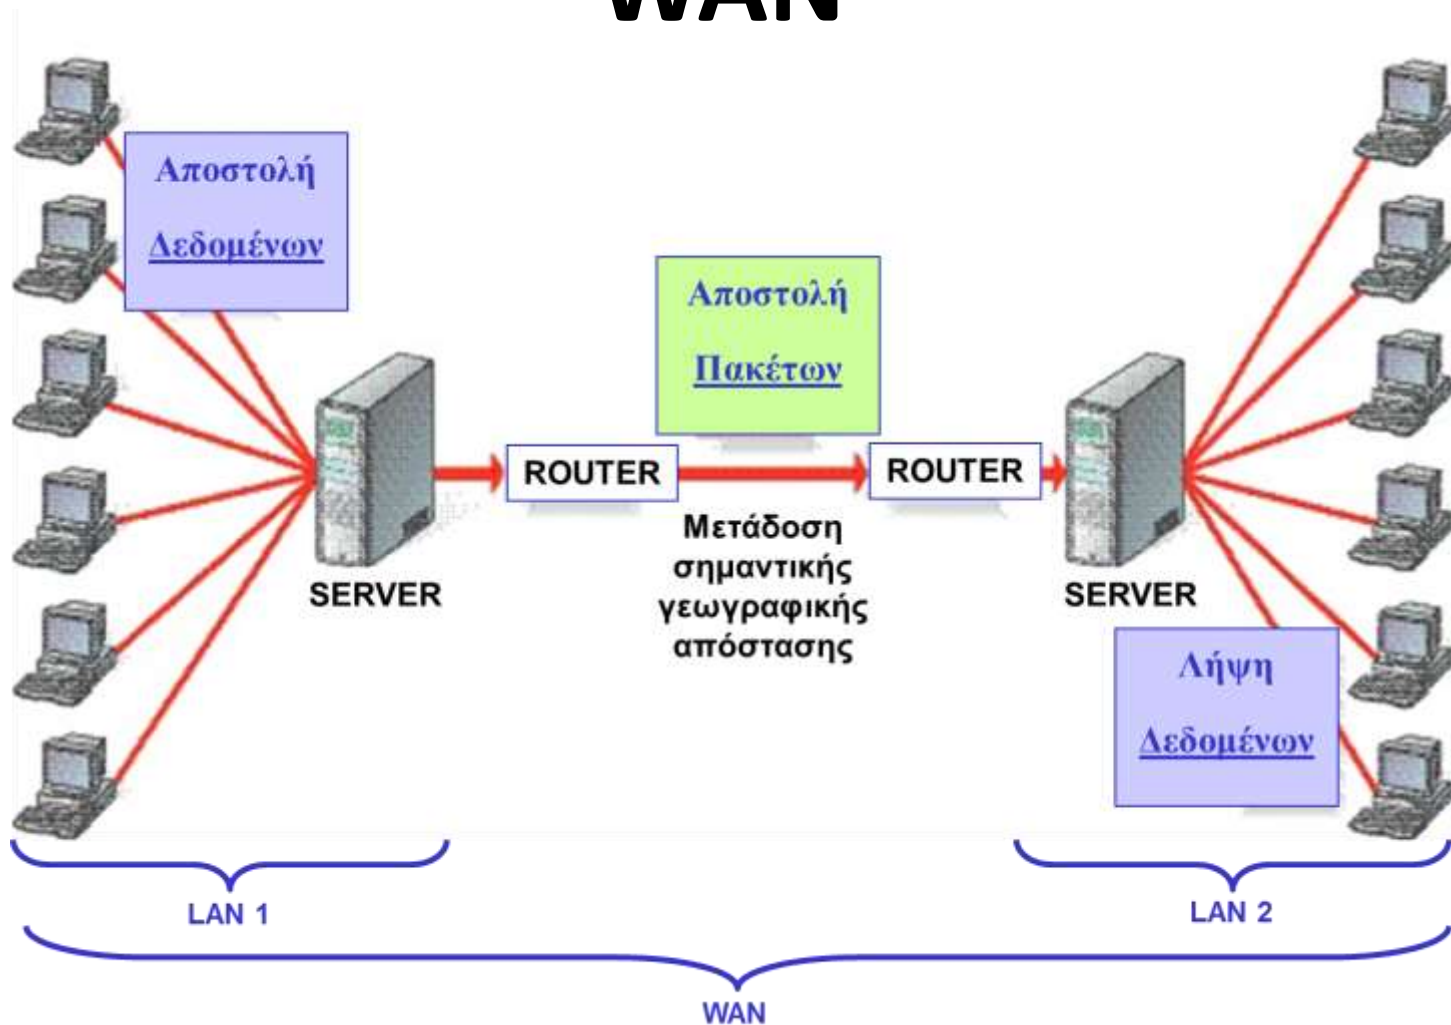 WAN
Αποστολή
Δεδομένων
Αποστολή
Πακέτων
ROUTER
ROUTER
Μετάδοση
σημαντικής
γεωγραφικής
απόστασης
SERVER
SERVER
Λήψη
Δεδομένων
LAN 1
LAN 2
WAN